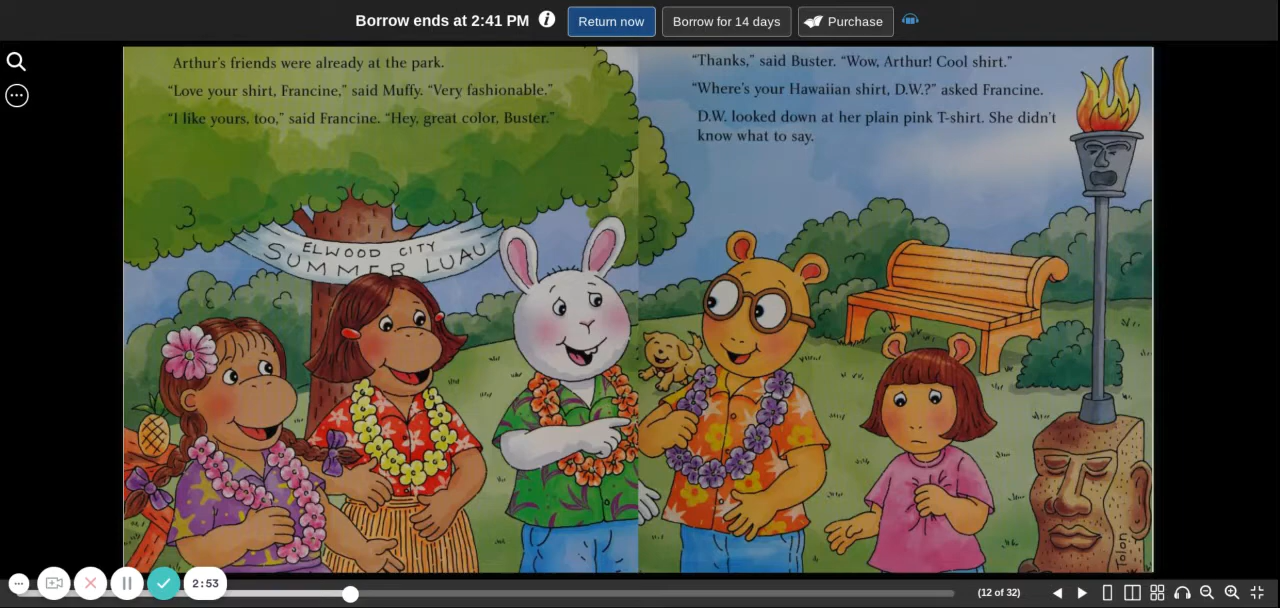 Borrow ends at 2:41 PM
Return now
Borrow for 14 days
Purchase
Arthur's friends were already at the park.
“Love your shirt, Francine,” said Muffy. “Very fashionable.”
“I like yours, too,” said Francine. “Hey, great color, Buster.”
“Thanks,” said Buster. “Wow, Arthur! Cool shirt.”
“Where's your Hawaiian shirt, D.W.?” asked Francine.
D.W. looked down at her plain pink T-shirt. She didn't
know what to say.
ELWOOD CITY
SUMMER LUAU
Tolon
2:53
(12 of 32)